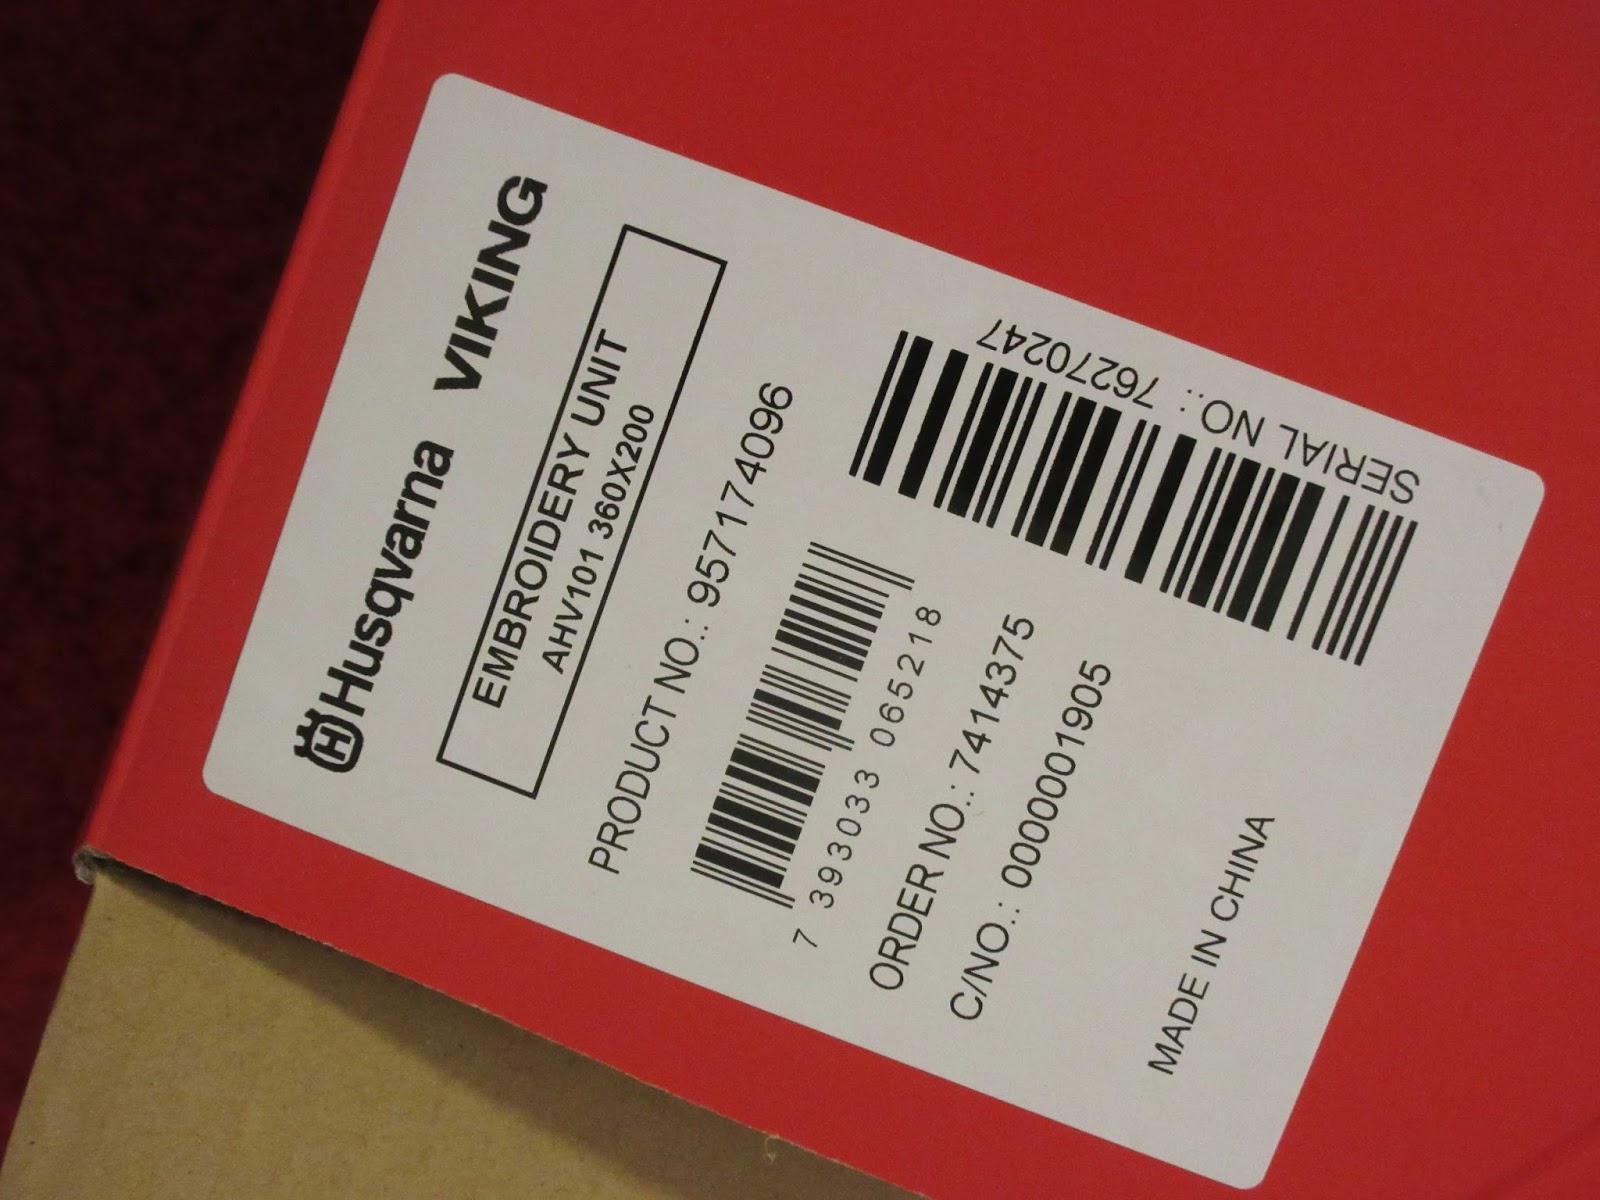 Husqvarna VIKING
EMBROIDERY UNIT
AHV101 360X200
PRODUCT NO.: 957174096
7 393033 065218
ORDER NO.: 7414375
C/NO.: 0000001905
MADE IN CHINA
SERIAL NO.: 76270247